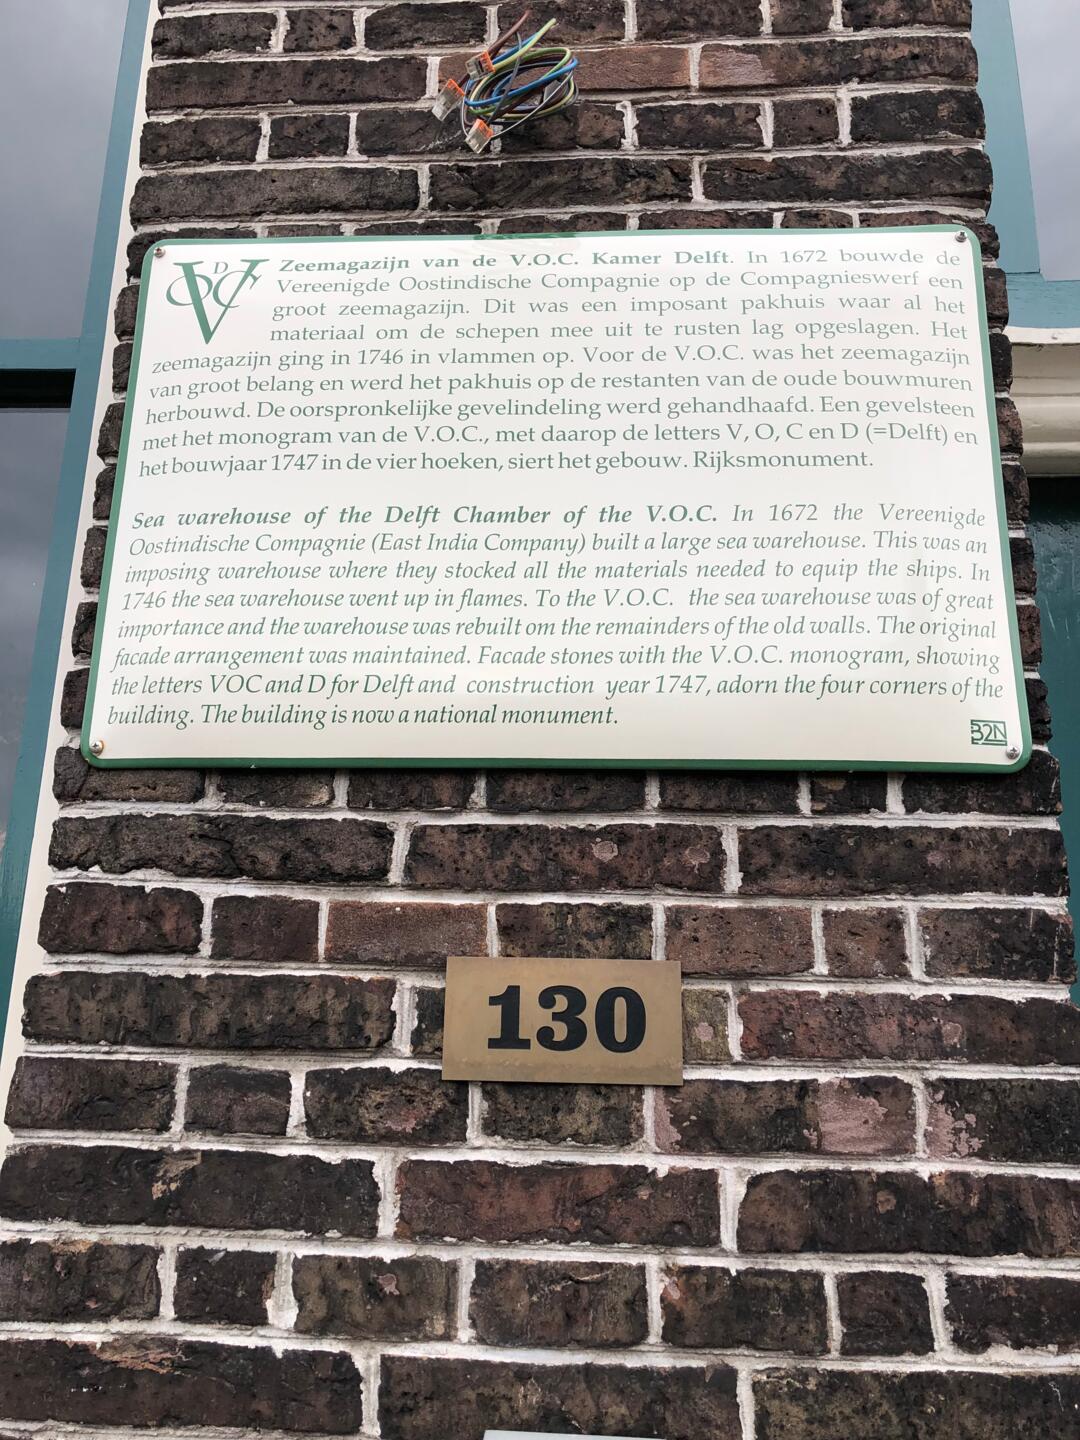 VOC D
Zeemagazijn van de V.O.C. Kamer Delft. In 1672 bouwde de
Vereenigde Oostindische Compagnie op de Compagnieswerf een
groot zeemagazijn. Dit was een imposant pakhuis waar al het
materiaal om de schepen mee uit te rusten lag opgeslagen. Het
zeemagazijn ging in 1746 in vlammen op. Voor de V.O.C. was het zeemagazijn
van groot belang en werd het pakhuis op de restanten van de oude bouwmuren
herbouwd. De oorspronkelijke gevelindeling werd gehandhaafd. Een gevelsteen
met het monogram van de V.O.C., met daarop de letters V, O, C en D (=Delft) en
het bouwjaar 1747 in de vier hoeken, siert het gebouw. Rijksmonument.
Sea warehouse of the Delft Chamber of the V.O.C. In 1672 the Vereenigde
Oostindische Compagnie (East India Company) built a large sea warehouse. This was an
imposing warehouse where they stocked all the materials needed to equip the ships. In
1746 the sea warehouse went up in flames. To the V.O.C. the sea warehouse was of great
importance and the warehouse was rebuilt om the remainders of the old walls. The original
facade arrangement was maintained. Facade stones with the V.O.C. monogram, showing
the letters VOC and D for Delft and construction year 1747, adorn the four corners of the
building. The building is now a national monument.
B2N
130